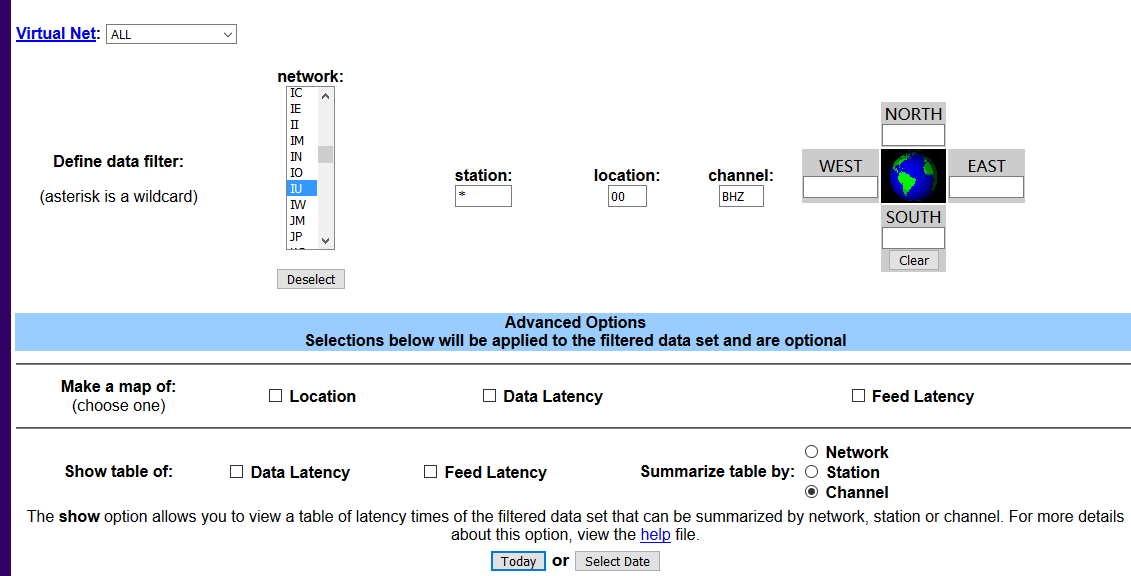 Virtual Net: ALL
network:
IC
IE
II
IM
IN
IO
IU
IW
JM
JP
Deselect
Define data filter:
(asterisk is a wildcard)
station:
*
location:
00
channel:
BHZ
NORTH
WEST
EAST
SOUTH
Clear
Advanced Options
Selections below will be applied to the filtered data set and are optional
Make a map of:
(choose one)
Location
Data Latency
Feed Latency
Show table of:
Data Latency
Feed Latency
Summarize table by:
Network
Station
Channel
The show option allows you to view a table of latency times of the filtered data set that can be summarized by network, station or channel. For more details
about this option, view the help file.
Today or Select Date